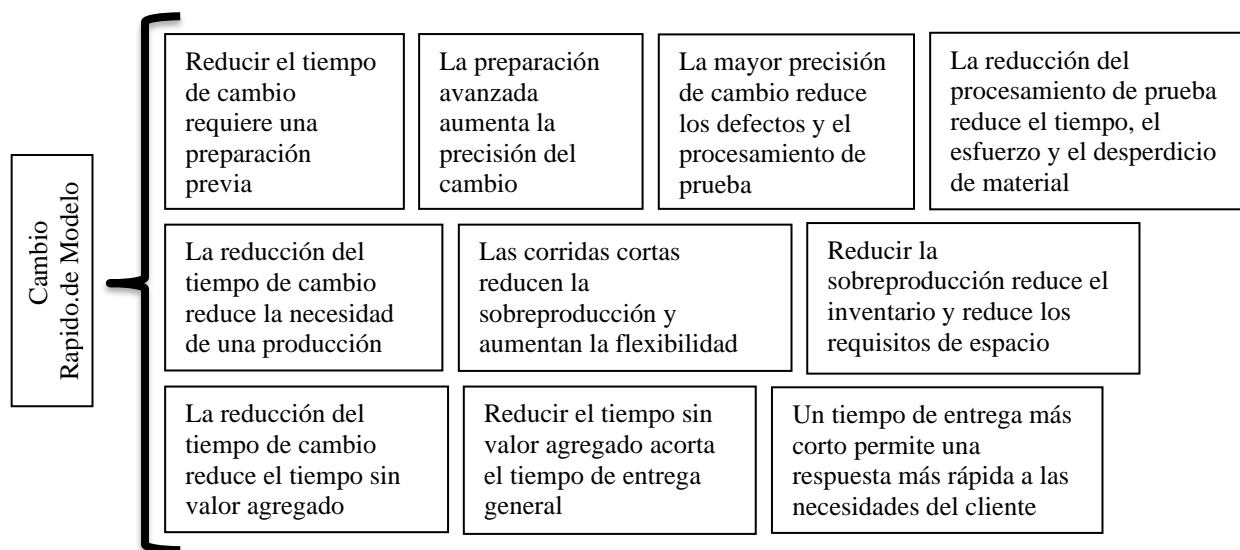 Cambio
Rapido.de Modelo
Reducir el tiempo
de cambio
requiere una
preparación
previa
La preparación
avanzada
aumenta la
precisión del
cambio
La mayor precisión
de cambio reduce
los defectos y el
procesamiento de
prueba
La reducción del
procesamiento de prueba
reduce el tiempo, el
esfuerzo y el desperdicio
de material
La reducción del
tiempo de cambio
reduce la necesidad
de una producción
Las corridas cortas
reducen la
sobreproducción y
aumentan la flexibilidad
Reducir la
sobreproducción reduce el
inventario y reduce los
requisitos de espacio
La reducción del
tiempo de cambio
reduce el tiempo sin
valor agregado
Reducir el tiempo sin
valor agregado acorta
el tiempo de entrega
general
Un tiempo de entrega más
corto permite una
respuesta más rápida a las
necesidades del cliente